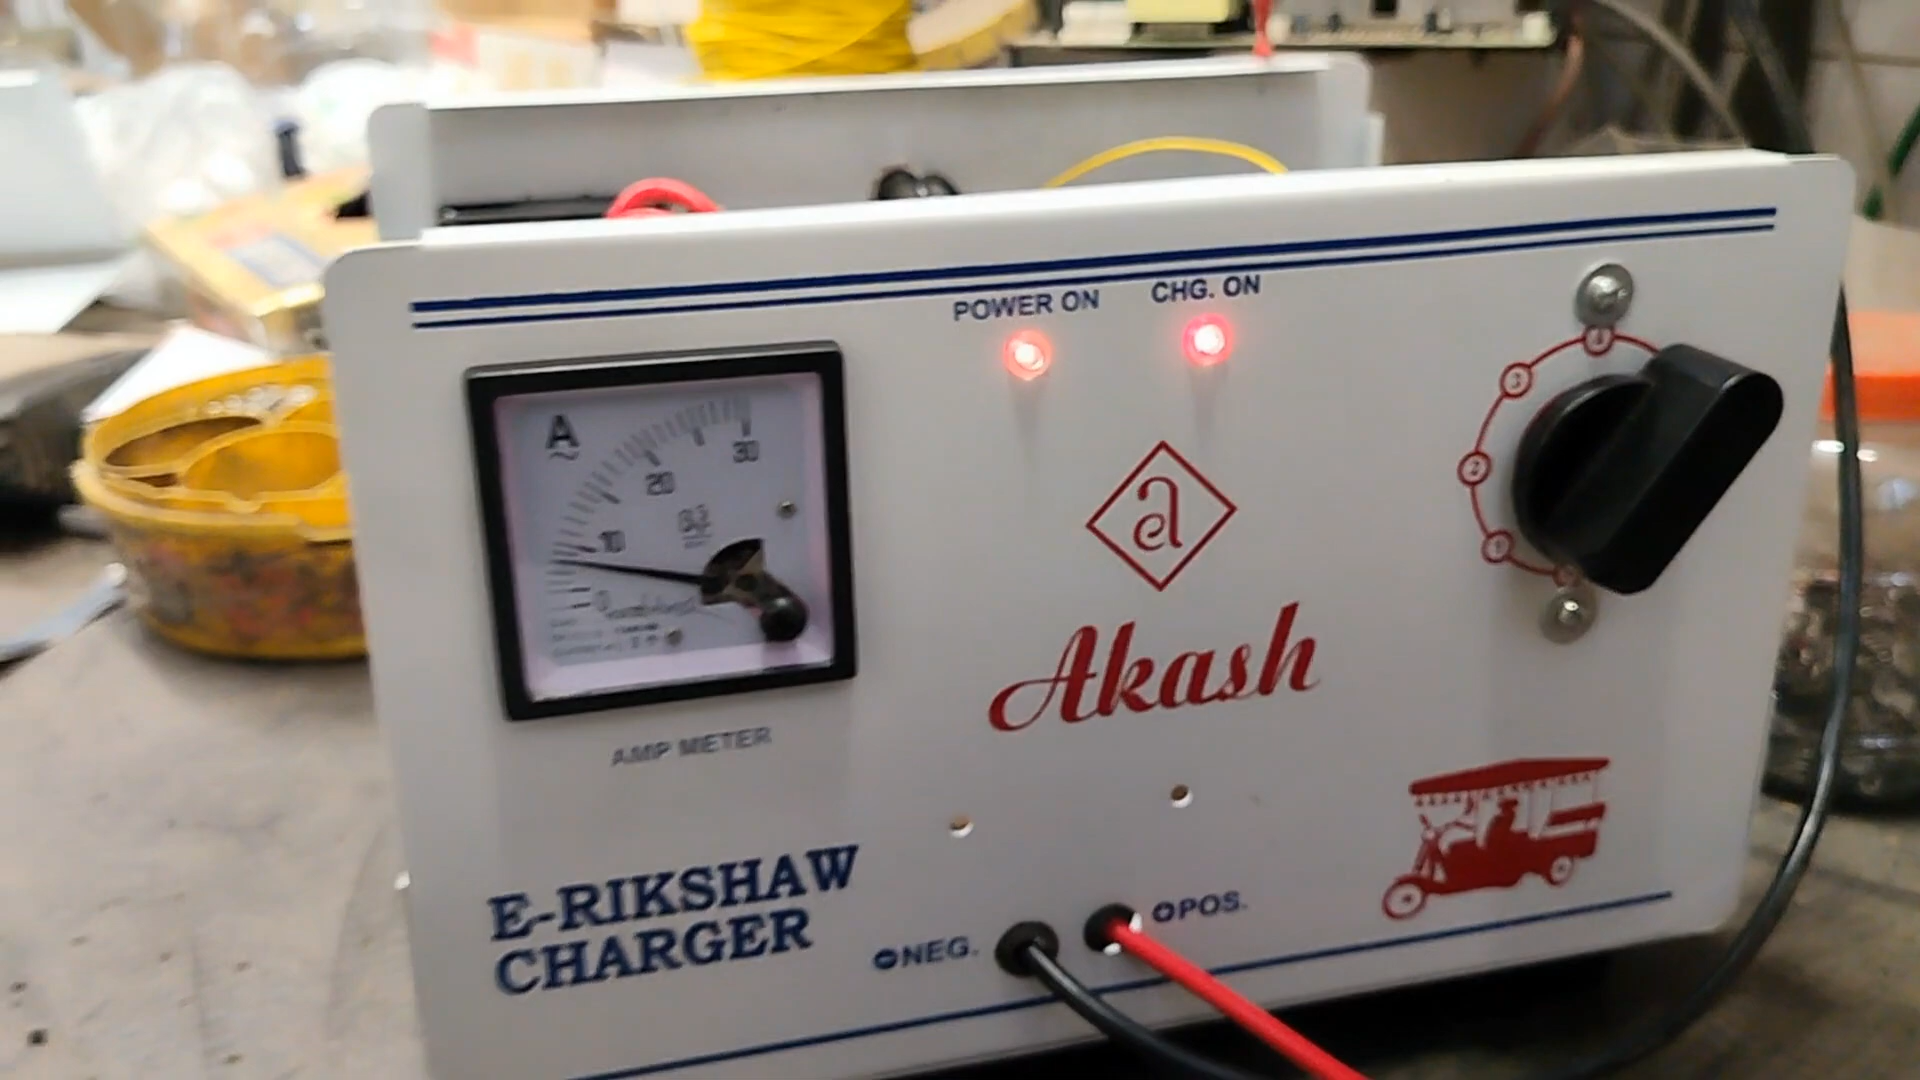 POWER ON
CHG. ON
A
30
20
10
0
4
3
2
1
Akash
AMP METER
E-RIKSHAW
CHARGER
⊖NEG.
⊕POS.